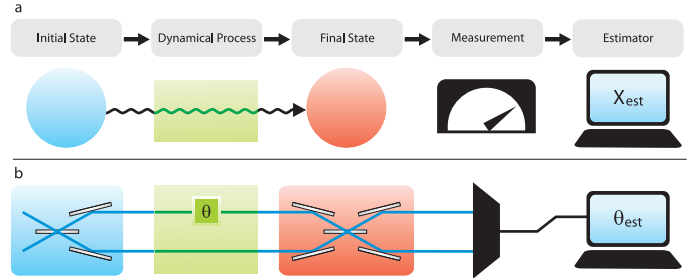 a
Initial State
Dynamical Process
Final State
Measurement
Estimator
Xest
b
θ
θest